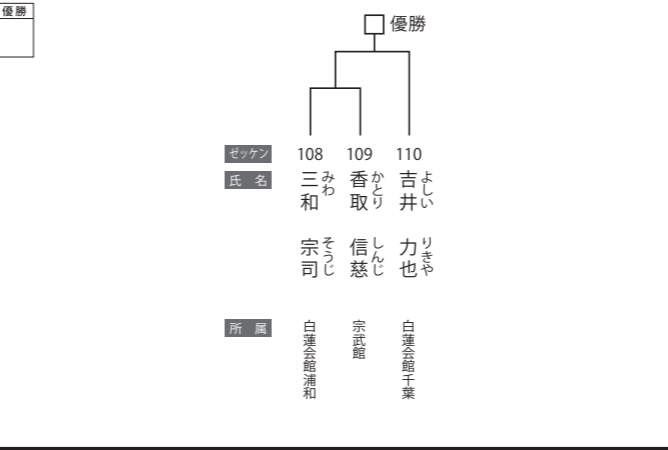 優勝
優勝
ゼッケン 108 109 110
氏 名
三和 宗司
みわ そうじ
香取 信慈
かとり しんじ
吉井 力也
よしい りきや
所 属
白蓮会館浦和
宗武館
白蓮会館千葉